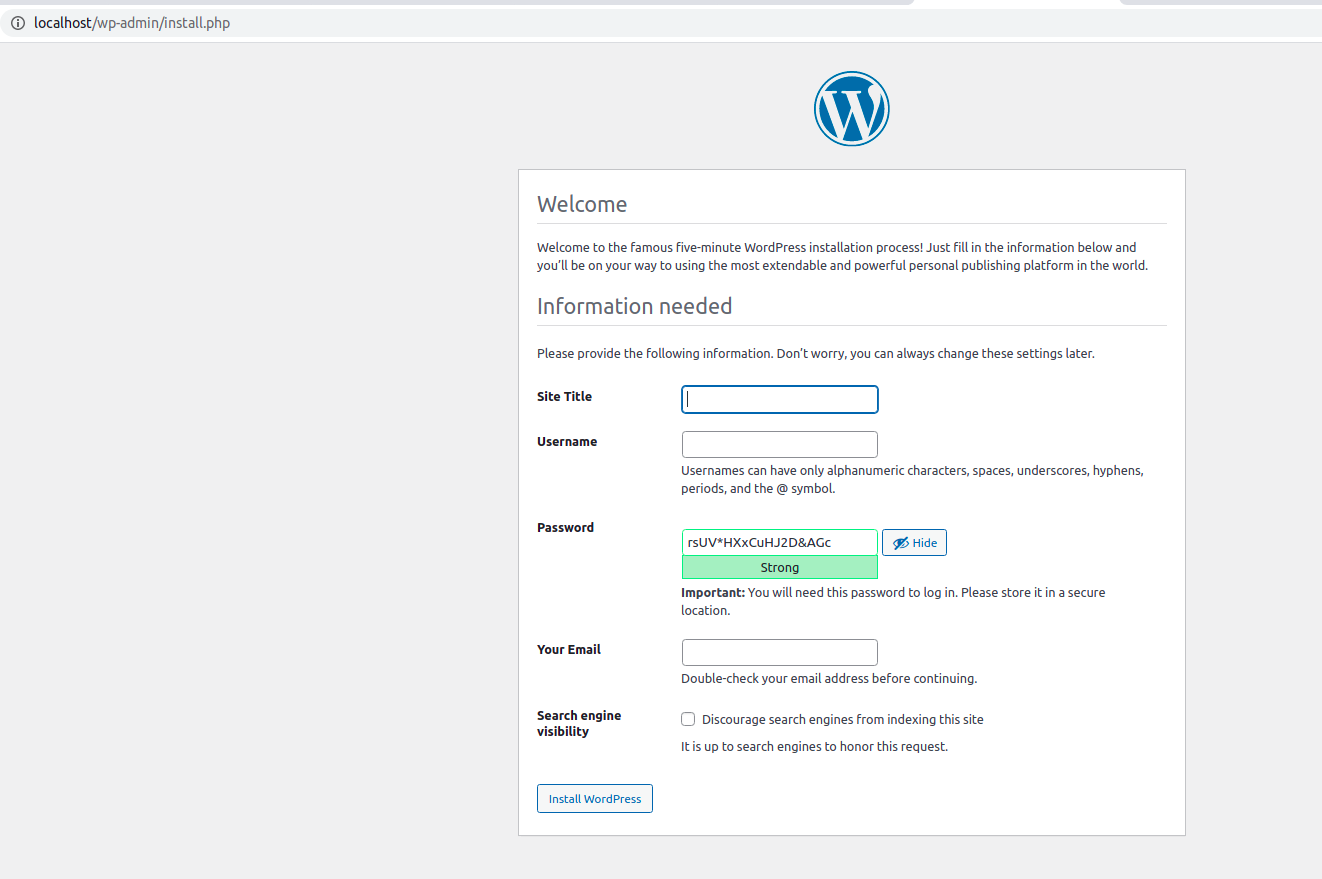 localhost/wp-admin/install.php
Welcome
Welcome to the famous five-minute WordPress installation process! Just fill in the information below and
you’ll be on your way to using the most extendable and powerful personal publishing platform in the world.
Information needed
Please provide the following information. Don’t worry, you can always change these settings later.
Site Title
Username
Usernames can have only alphanumeric characters, spaces, underscores, hyphens,
periods, and the @ symbol.
Password
rsUV*HXxCuHJ2D&AGc
Hide
Strong
Important: You will need this password to log in. Please store it in a secure
location.
Your Email
Double-check your email address before continuing.
Search engine
visibility
Discourage search engines from indexing this site
It is up to search engines to honor this request.
Install WordPress